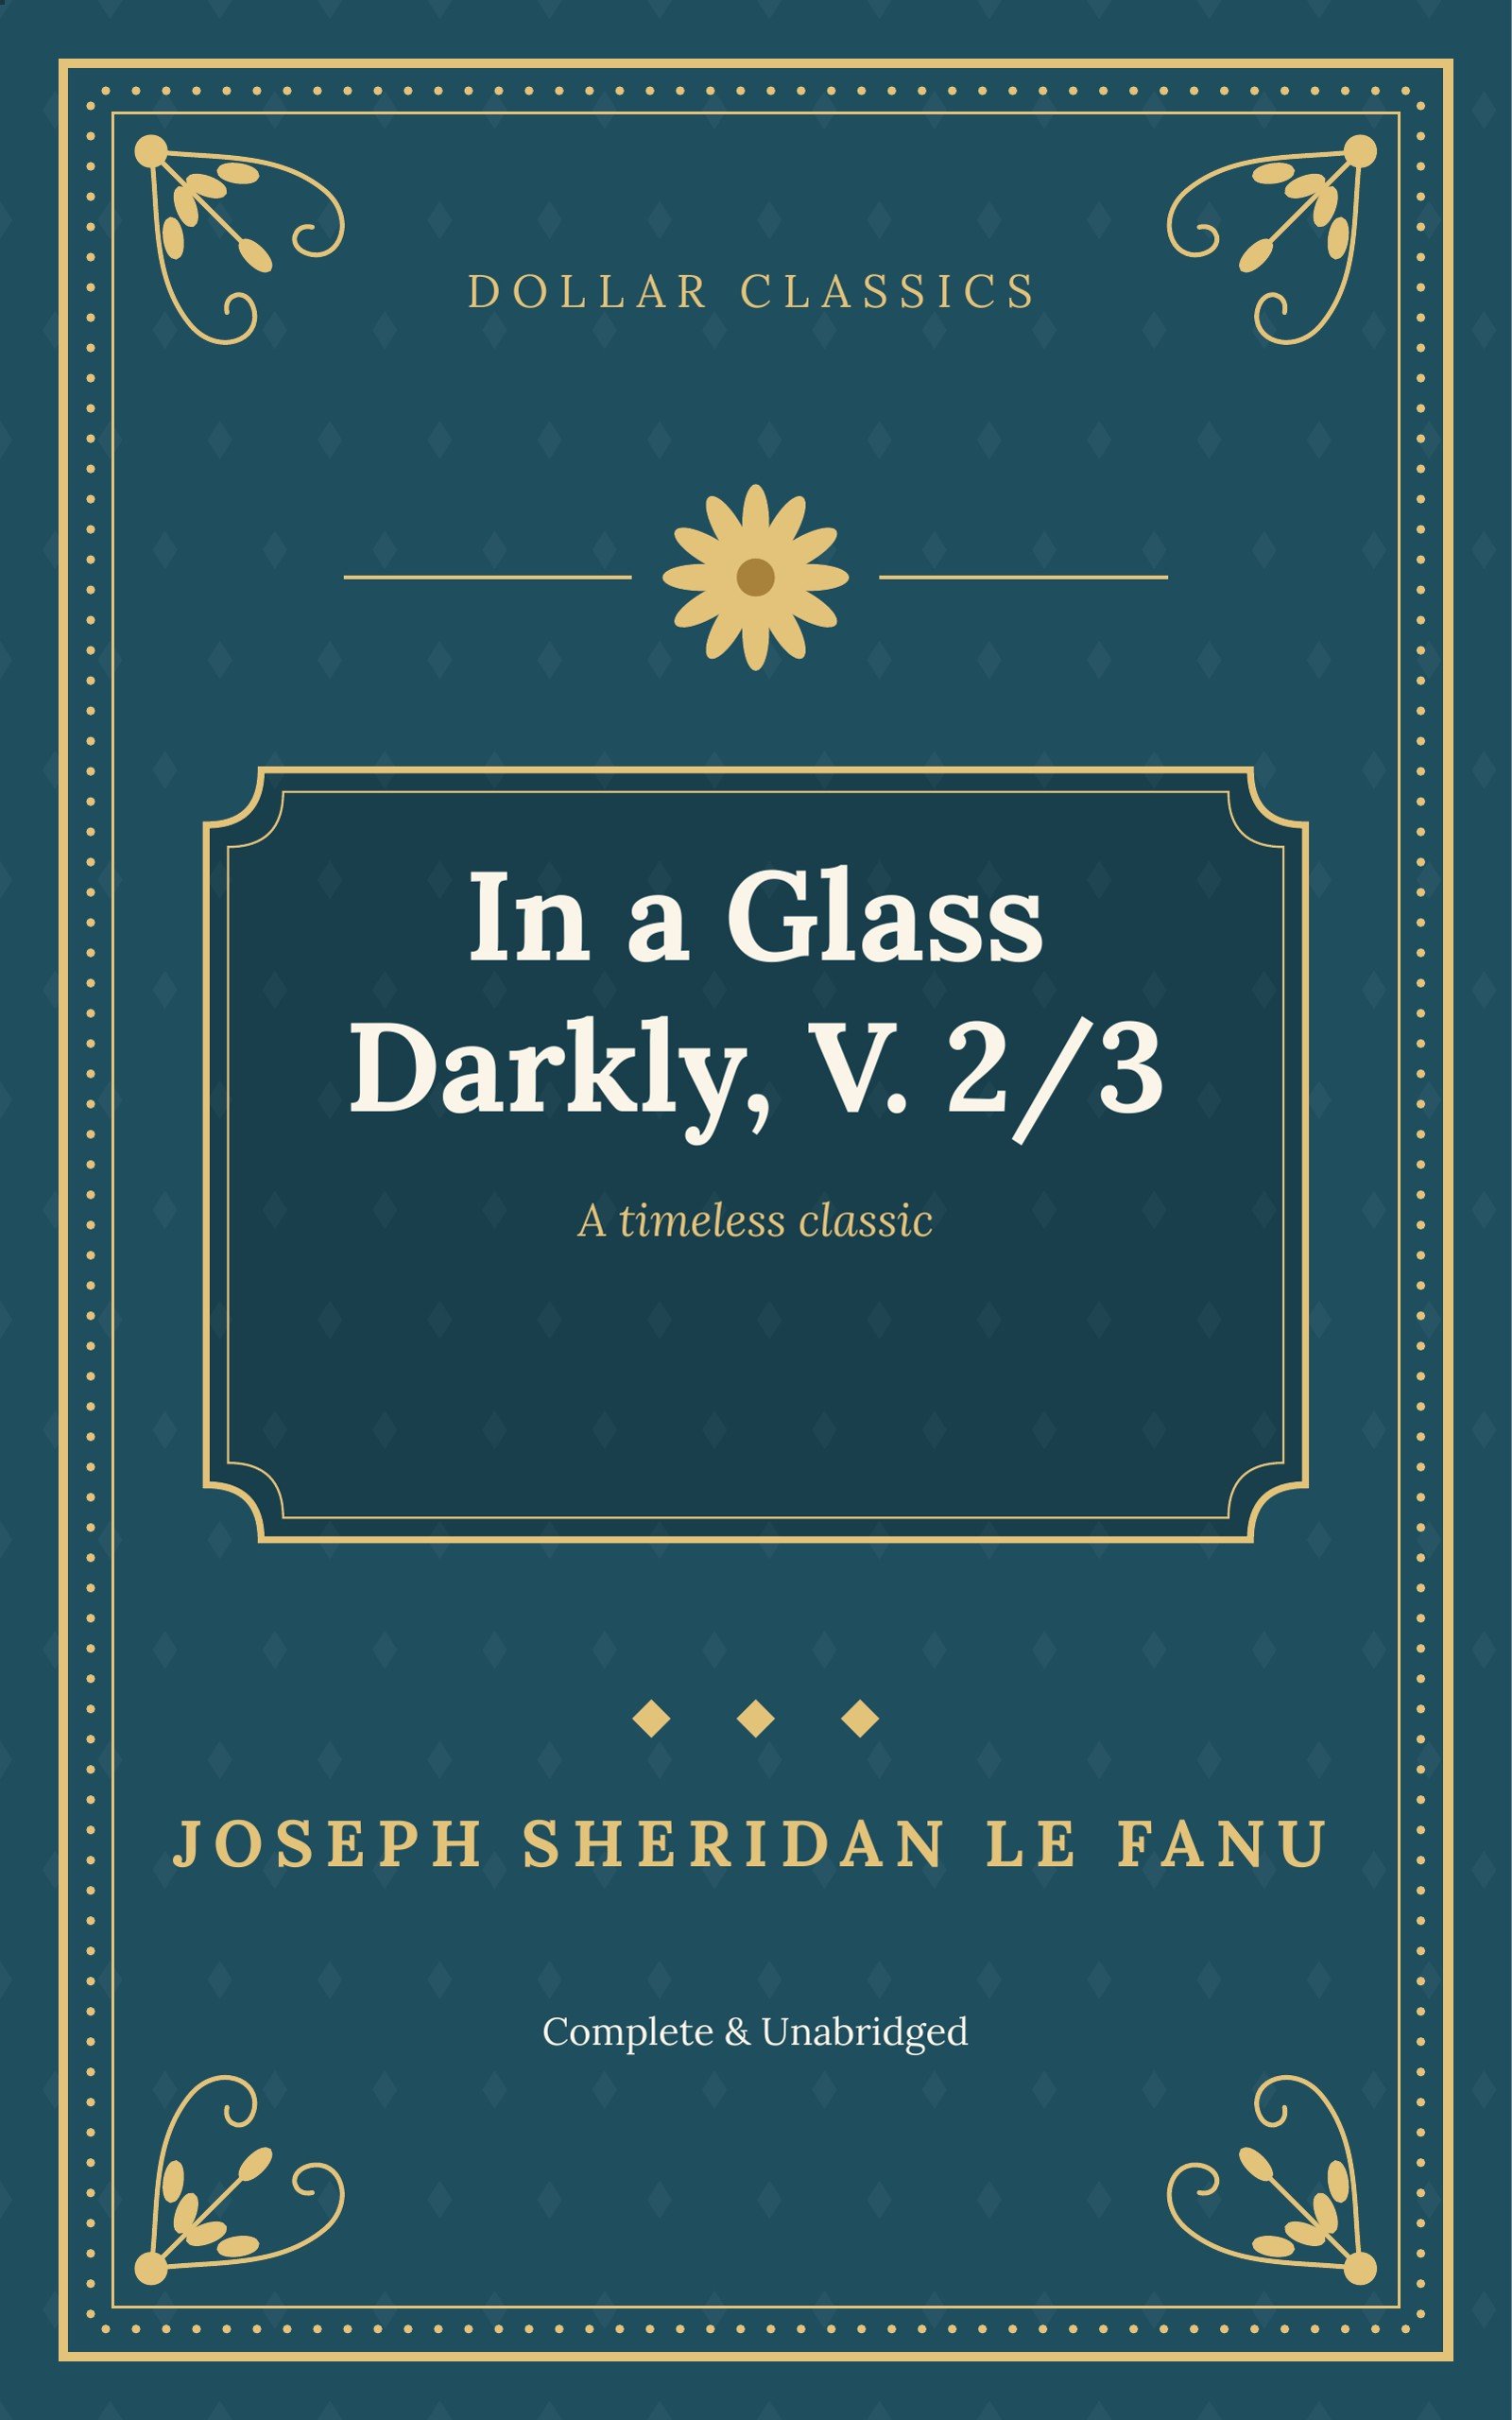 DOLLAR CLASSICS
In a Glass
Darkly, V. 2/3
A timeless classic
JOSEPH SHERIDAN LE FANU
Complete & Unabridged